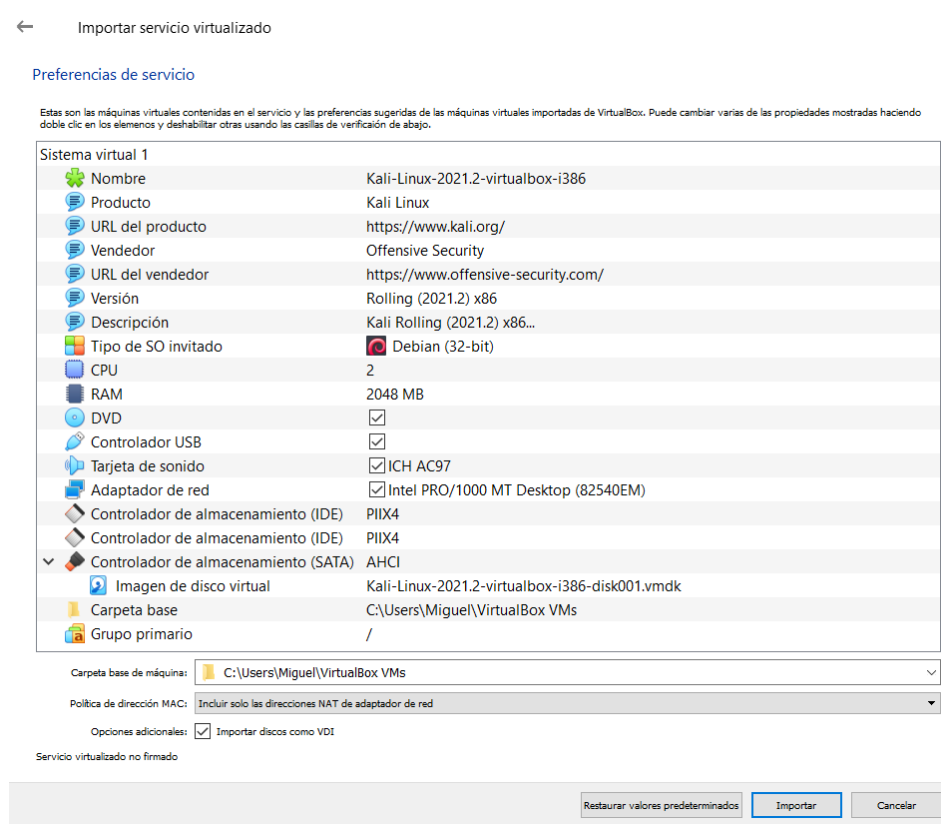 Importar servicio virtualizado
Preferencias de servicio
Estas son las máquinas virtuales contenidas en el servicio y las preferencias sugeridas de las máquinas virtuales importadas de VirtualBox. Puede cambiar varias de las propiedades mostradas haciendo
doble clic en los elemenos y deshabilitar otras usando las casillas de verificaión de abajo.
Sistema virtual 1
Nombre Kali-Linux-2021.2-virtualbox-i386
Producto Kali Linux
URL del producto https://www.kali.org/
Vendedor Offensive Security
URL del vendedor https://www.offensive-security.com/
Versión Rolling (2021.2) x86
Descripción Kali Rolling (2021.2) x86...
Tipo de SO invitado Debian (32-bit)
CPU 2
RAM 2048 MB
DVD
Controlador USB
Tarjeta de sonido ICH AC97
Adaptador de red Intel PRO/1000 MT Desktop (82540EM)
Controlador de almacenamiento (IDE) PIIX4
Controlador de almacenamiento (IDE) PIIX4
Controlador de almacenamiento (SATA) AHCI
Imagen de disco virtual Kali-Linux-2021.2-virtualbox-i386-disk001.vmdk
Carpeta base C:\Users\Miguel\VirtualBox VMs
Grupo primario /
Carpeta base de máquina: C:\Users\Miguel\VirtualBox VMs
Política de dirección MAC: Incluir solo las direcciones NAT de adaptador de red
Opciones adicionales: Importar discos como VDI
Servicio virtualizado no firmado
Restaurar valores predeterminados Importar Cancelar